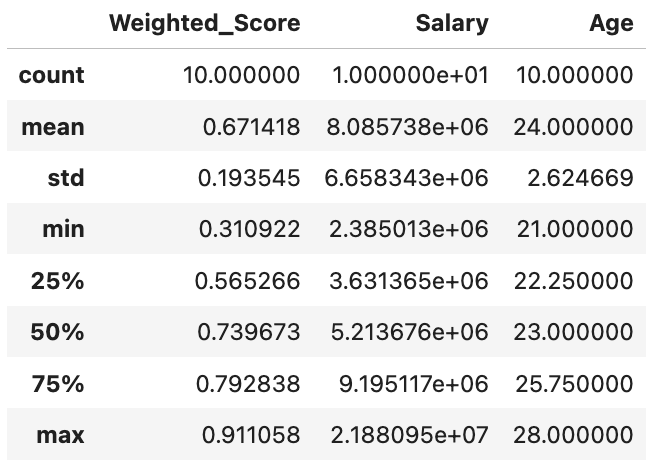 Weighted_Score Salary Age
count 10.000000 1.000000e+01 10.000000
mean 0.671418 8.085738e+06 24.000000
std 0.193545 6.658343e+06 2.624669
min 0.310922 2.385013e+06 21.000000
25% 0.565266 3.631365e+06 22.250000
50% 0.739673 5.213676e+06 23.000000
75% 0.792838 9.195117e+06 25.750000
max 0.911058 2.188095e+07 28.000000